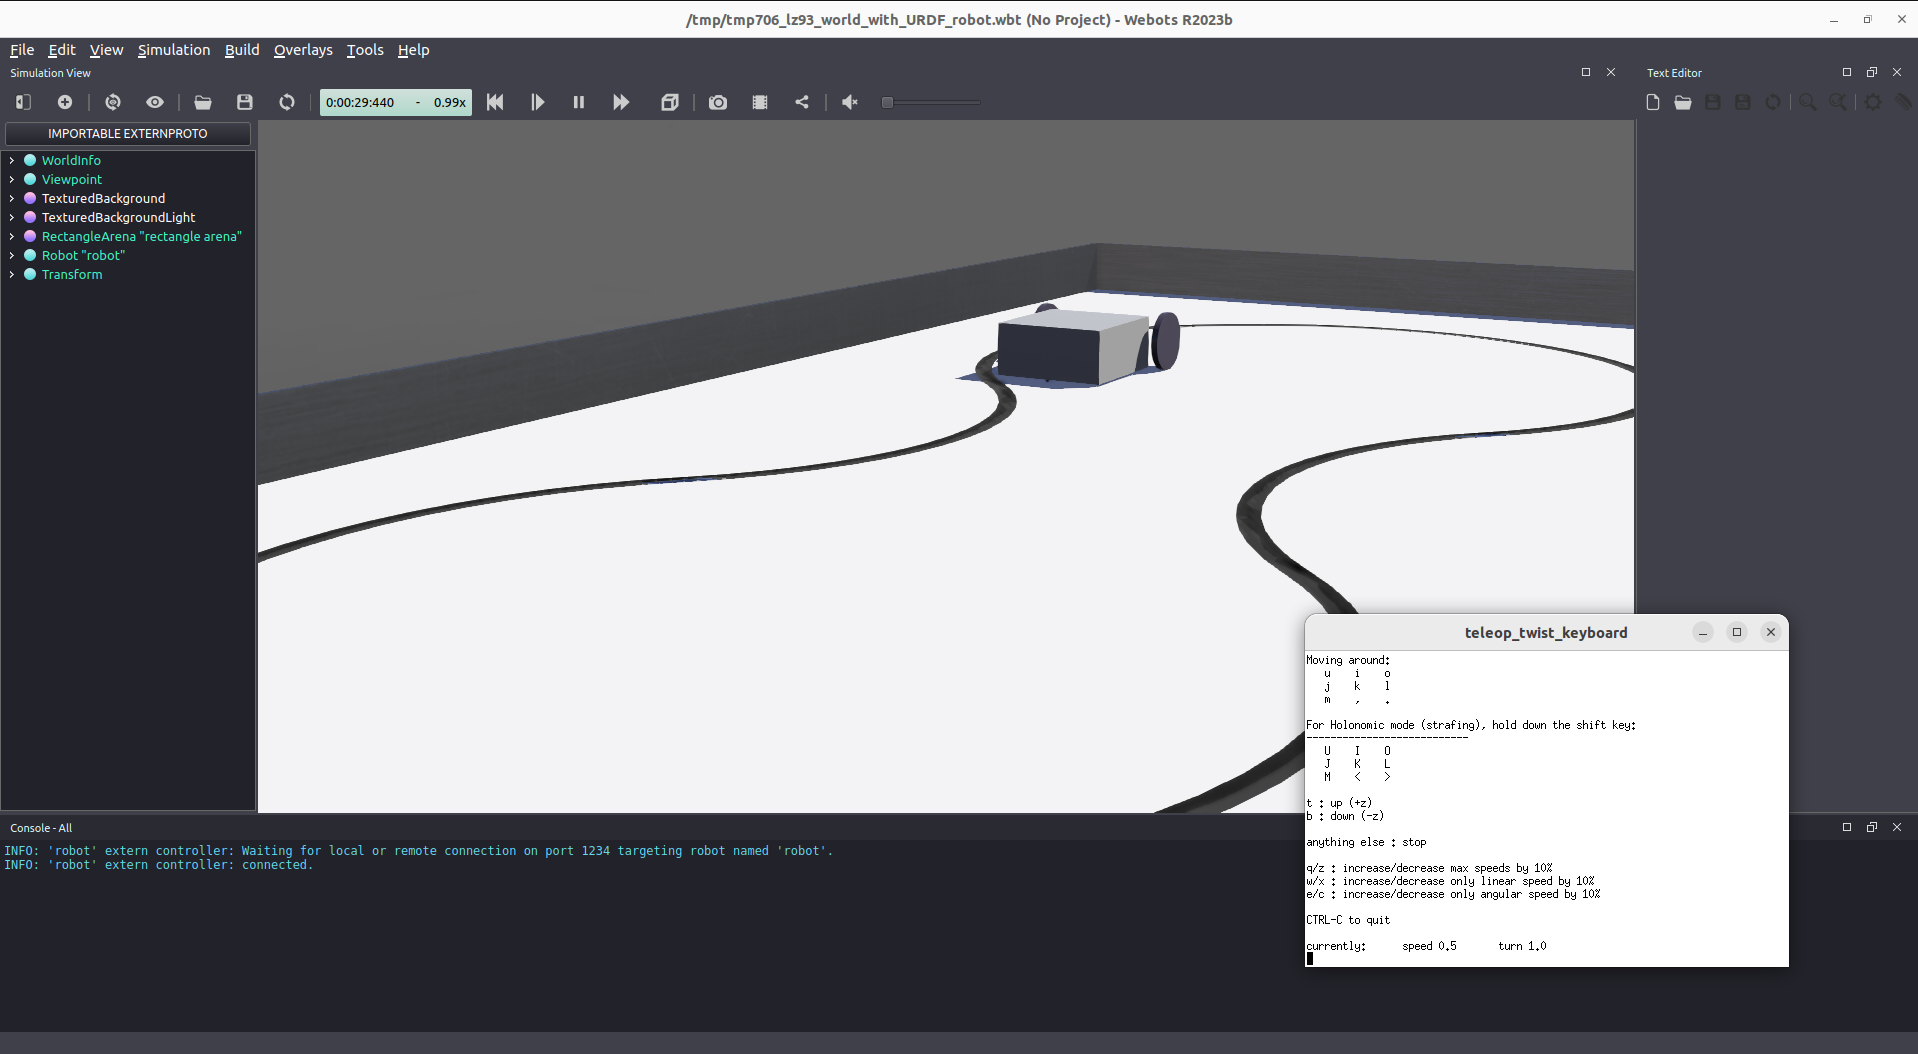 /tmp/tmp706_lz93_world_with_URDF_robot.wbt (No Project) - Webots R2023b
File Edit View Simulation Build Overlays Tools Help
Simulation View
Text Editor
0:00:29:440 - 0.99x
IMPORTABLE EXTERNPROTO
WorldInfo
Viewpoint
TexturedBackground
TexturedBackgroundLight
RectangleArena "rectangle arena"
Robot "robot"
Transform
Console - All
INFO: 'robot' extern controller: Waiting for local or remote connection on port 1234 targeting robot named 'robot'.
INFO: 'robot' extern controller: connected.
teleop_twist_keyboard
Moving around:
u i o
j k l
m , .
For Holonomic mode (strafing), hold down the shift key:
---------------------------
U I O
J K L
M < >
t : up (+z)
b : down (-z)
anything else : stop
q/z : increase/decrease max speeds by 10%
w/x : increase/decrease only linear speed by 10%
e/c : increase/decrease only angular speed by 10%
CTRL-C to quit
currently: speed 0.5 turn 1.0